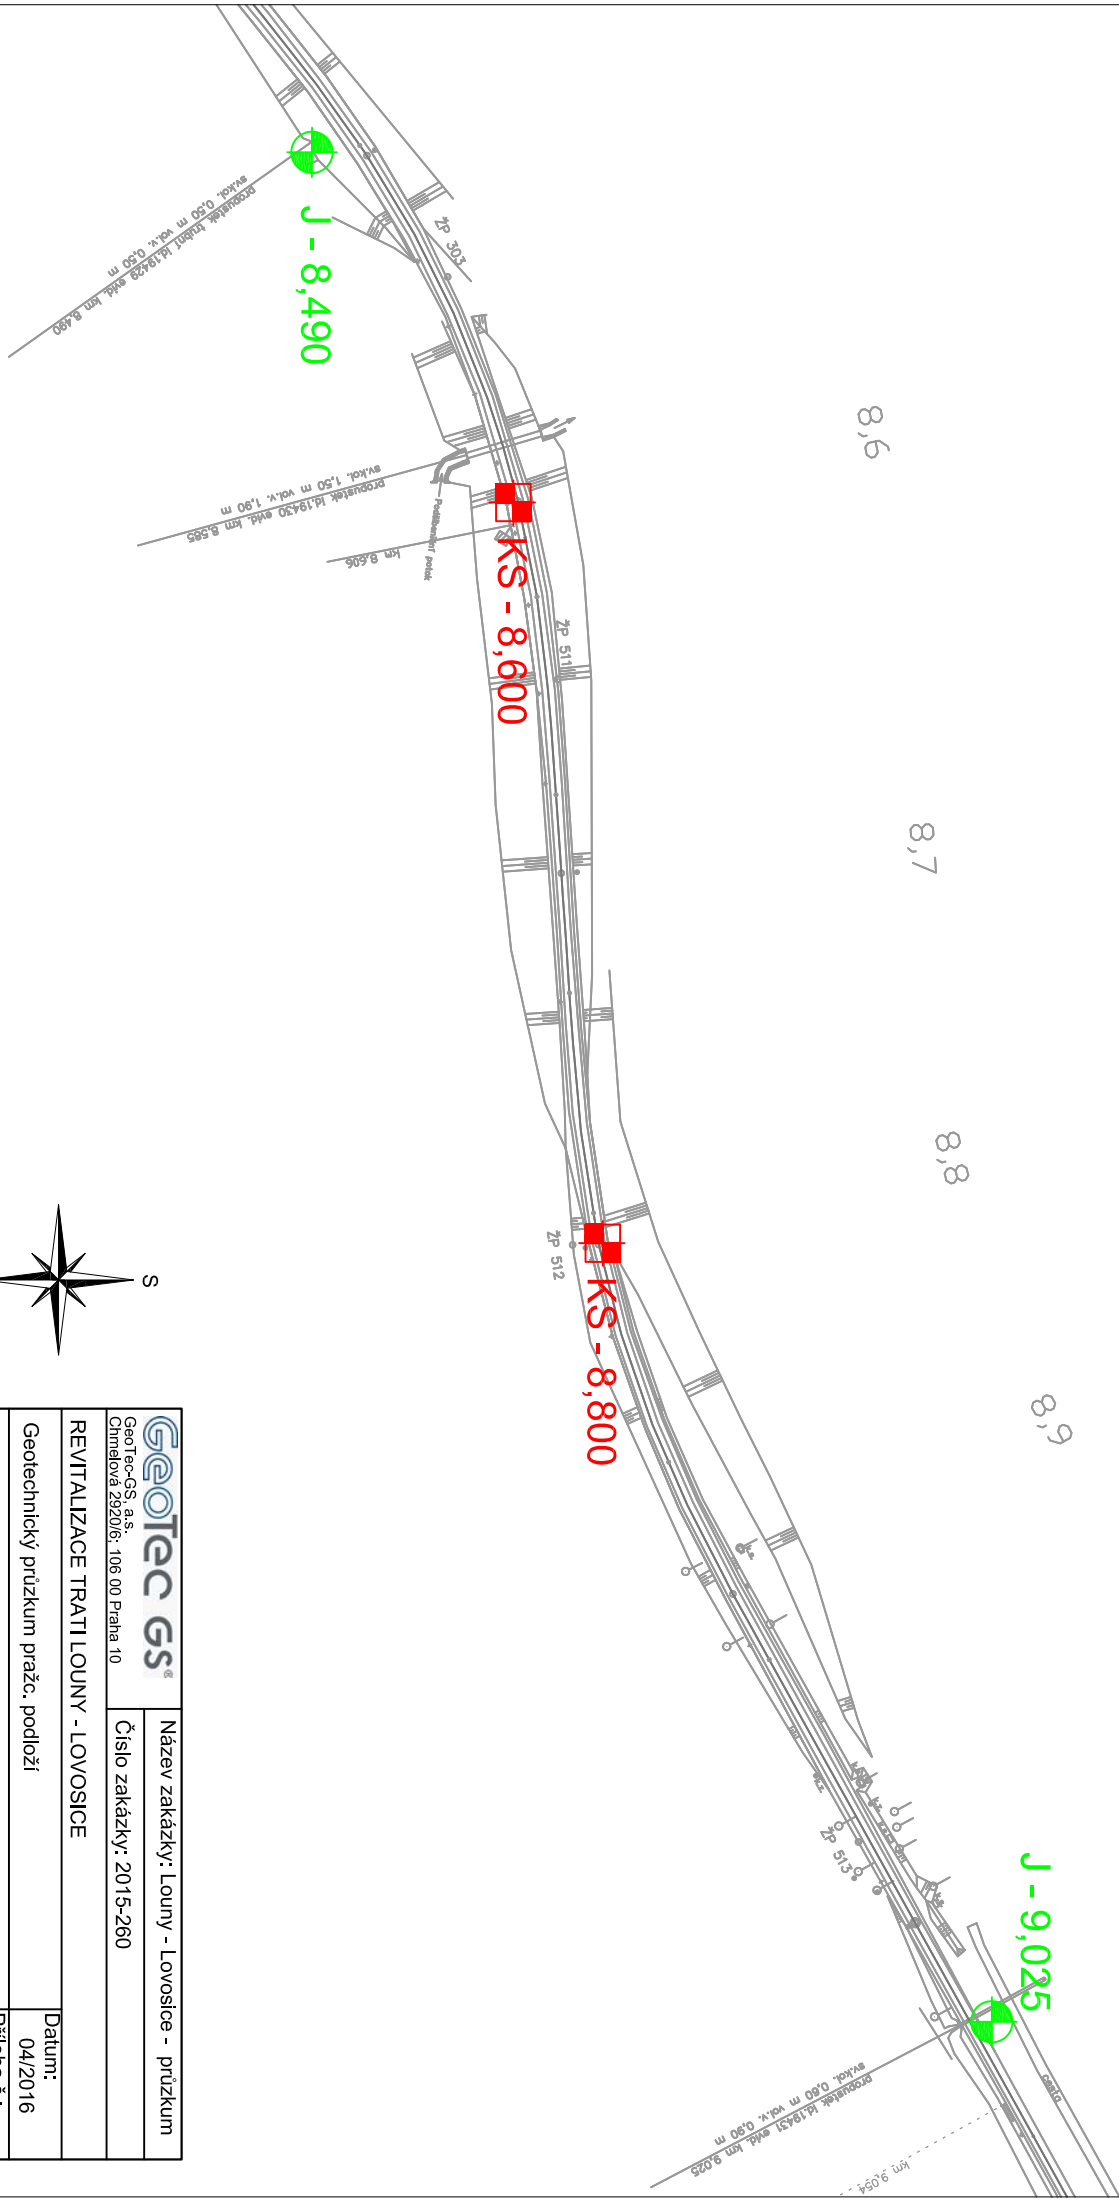 8,6
8,7
8,8
8,9
J - 8,490
KS - 8,600
KS - 8,800
J - 9,025
ŽP 303
ŽP 511
ŽP 512
ŽP 513
propustek trubní id.19429 evid. km 8.490
sv.kol. 0,50 m vol.v. 0,50 m
propustek id.19430 evid. km 8.585
sv.kol. 1,50 m vol.v. 1,90 m
km 8.606
propustek id.19431 evid. km 9.025
sv.kol. 0,60 m vol.v. 0,90 m
km 9,054
cesta
S
GEOTEC GS
GeoTec-GS, a.s.
Chmelová 2920/6, 106 00 Praha 10
Název zakázky: Louny - Lovosice - průzkum
Číslo zakázky: 2015-260
REVITALIZACE TRATI LOUNY - LOVOSICE
Geotechnický průzkum pražc. podloží
Datum:
04/2016